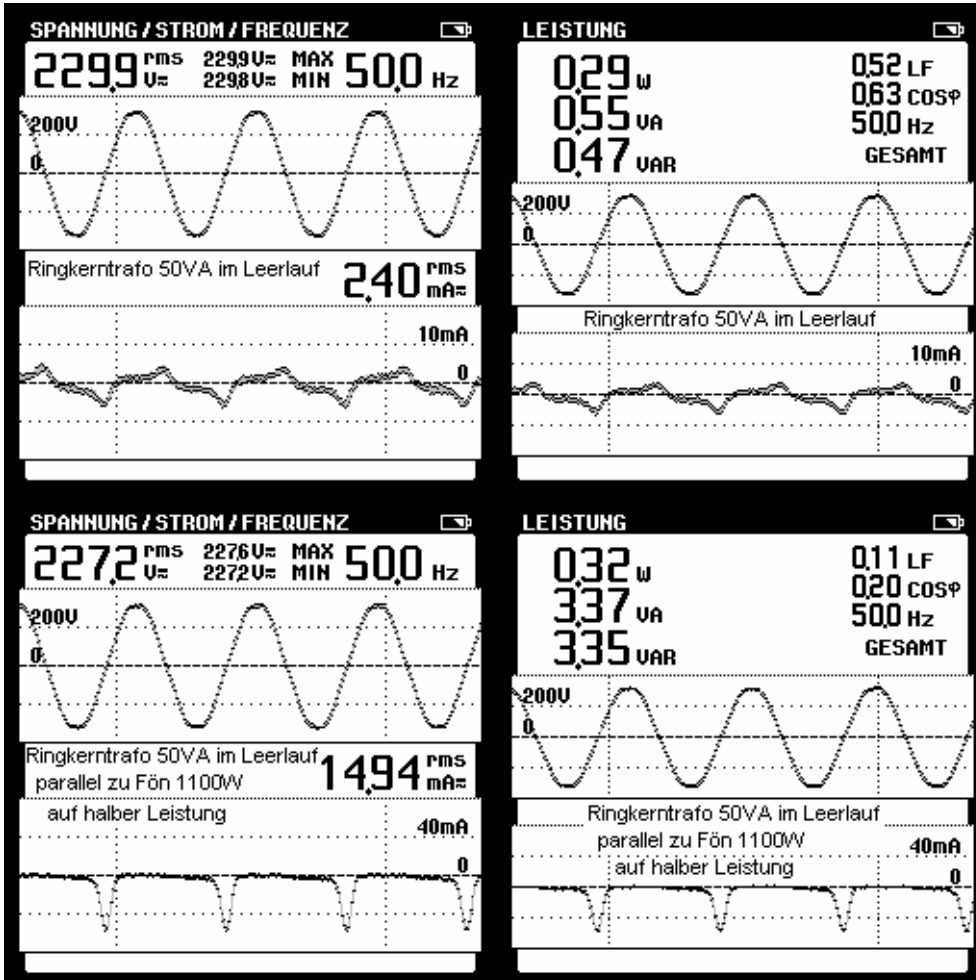 SPANNUNG / STROM / FREQUENZ
229,9 rms V≂ 229,9 V≂ MAX 50,0 Hz
229,8 V≂ MIN
200V
0
Ringkerntrafo 50VA im Leerlauf 2,40 rms mA≂
10mA
0
LEISTUNG
0,29 W 0,52 LF
0,55 VA 0,63 COSφ
0,47 VAR 50,0 Hz
GESAMT
200V
0
Ringkerntrafo 50VA im Leerlauf
10mA
0
SPANNUNG / STROM / FREQUENZ
227,2 rms V≂ 227,6 V≂ MAX 50,0 Hz
227,2 V≂ MIN
200V
0
Ringkerntrafo 50VA im Leerlauf
parallel zu Fön 1100W 14,94 rms mA≂
auf halber Leistung
40mA
0
LEISTUNG
0,32 W 0,11 LF
3,37 VA 0,20 COSφ
3,35 VAR 50,0 Hz
GESAMT
200V
0
Ringkerntrafo 50VA im Leerlauf
parallel zu Fön 1100W
40mA
auf halber Leistung
0